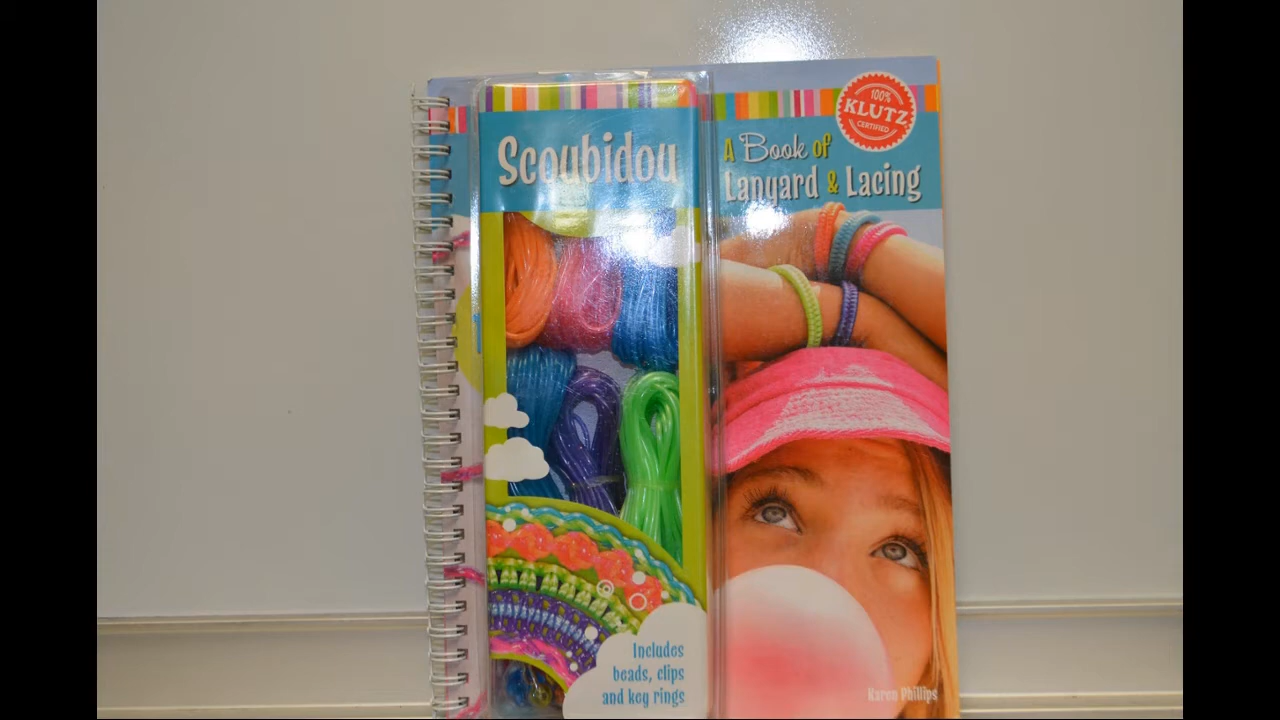 Scoubidou
100%
KLUTZ
CERTIFIED
A Book of
Lanyard & Lacing
Includes
beads, clips
and key rings
Karen Phillips